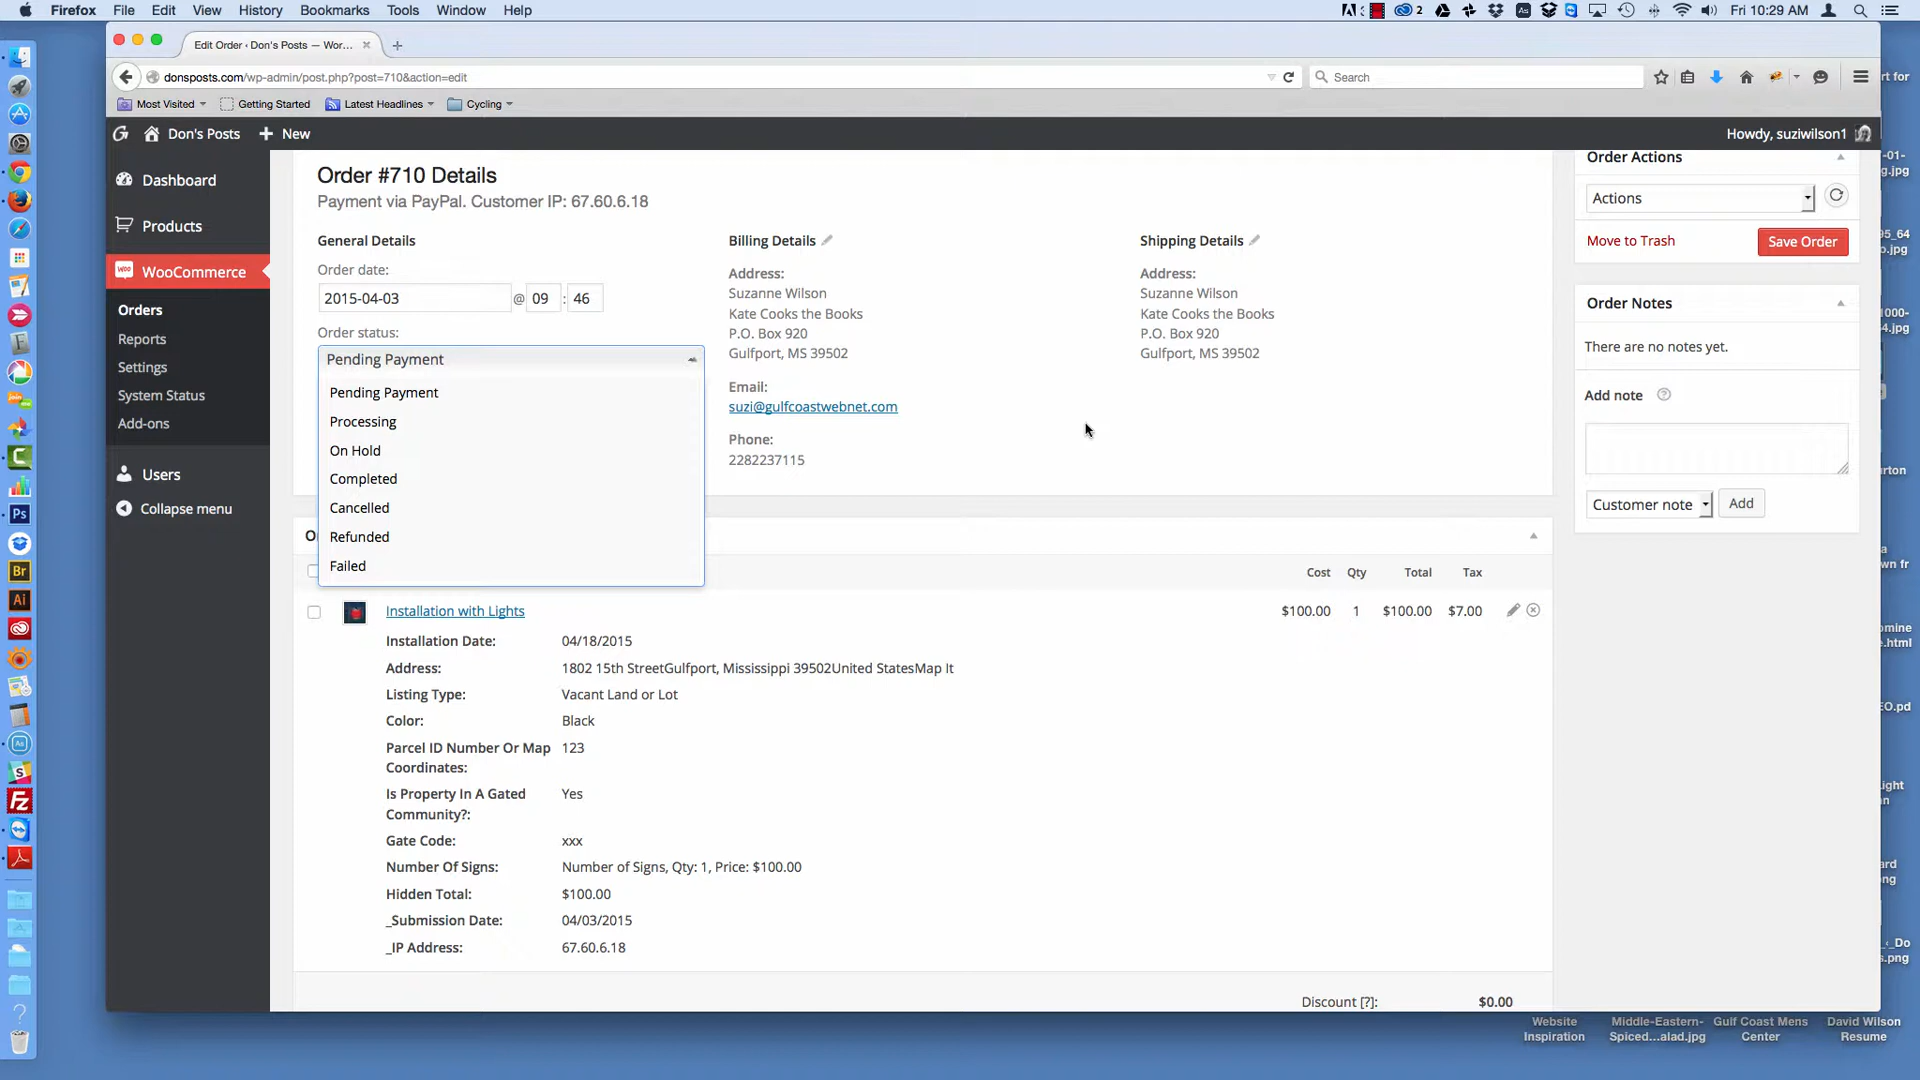 Firefox File Edit View History Bookmarks Tools Window Help
2 Fri 10:29 AM
Edit Order ‹ Don's Posts — Wor...
donsposts.com/wp-admin/post.php?post=710&action=edit
Search
Most Visited Getting Started Latest Headlines Cycling
Don's Posts New
Howdy, suziwilson1
Dashboard
Products
WooCommerce
Orders
Reports
Settings
System Status
Add-ons
Users
Collapse menu
Order #710 Details
Payment via PayPal. Customer IP: 67.60.6.18
General Details
Order date:
2015-04-03 @ 09 : 46
Order status:
Pending Payment
Pending Payment
Processing
On Hold
Completed
Cancelled
Refunded
Failed
Billing Details
Address:
Suzanne Wilson
Kate Cooks the Books
P.O. Box 920
Gulfport, MS 39502
Email:
suzi@gulfcoastwebnet.com
Phone:
2282237115
Shipping Details
Address:
Suzanne Wilson
Kate Cooks the Books
P.O. Box 920
Gulfport, MS 39502
Order Actions
Actions
Move to Trash Save Order
Order Notes
There are no notes yet.
Add note
Customer note Add
Cost Qty Total Tax
Installation with Lights $100.00 1 $100.00 $7.00
Installation Date: 04/18/2015
Address: 1802 15th StreetGulfport, Mississippi 39502United StatesMap It
Listing Type: Vacant Land or Lot
Color: Black
Parcel ID Number Or Map 123
Coordinates:
Is Property In A Gated Yes
Community?:
Gate Code: xxx
Number Of Signs: Number of Signs, Qty: 1, Price: $100.00
Hidden Total: $100.00
_Submission Date: 04/03/2015
_IP Address: 67.60.6.18
Discount [?]: $0.00
Website
Inspiration
Middle-Eastern-
Spiced...alad.jpg
Gulf Coast Mens
Center
David Wilson
Resume